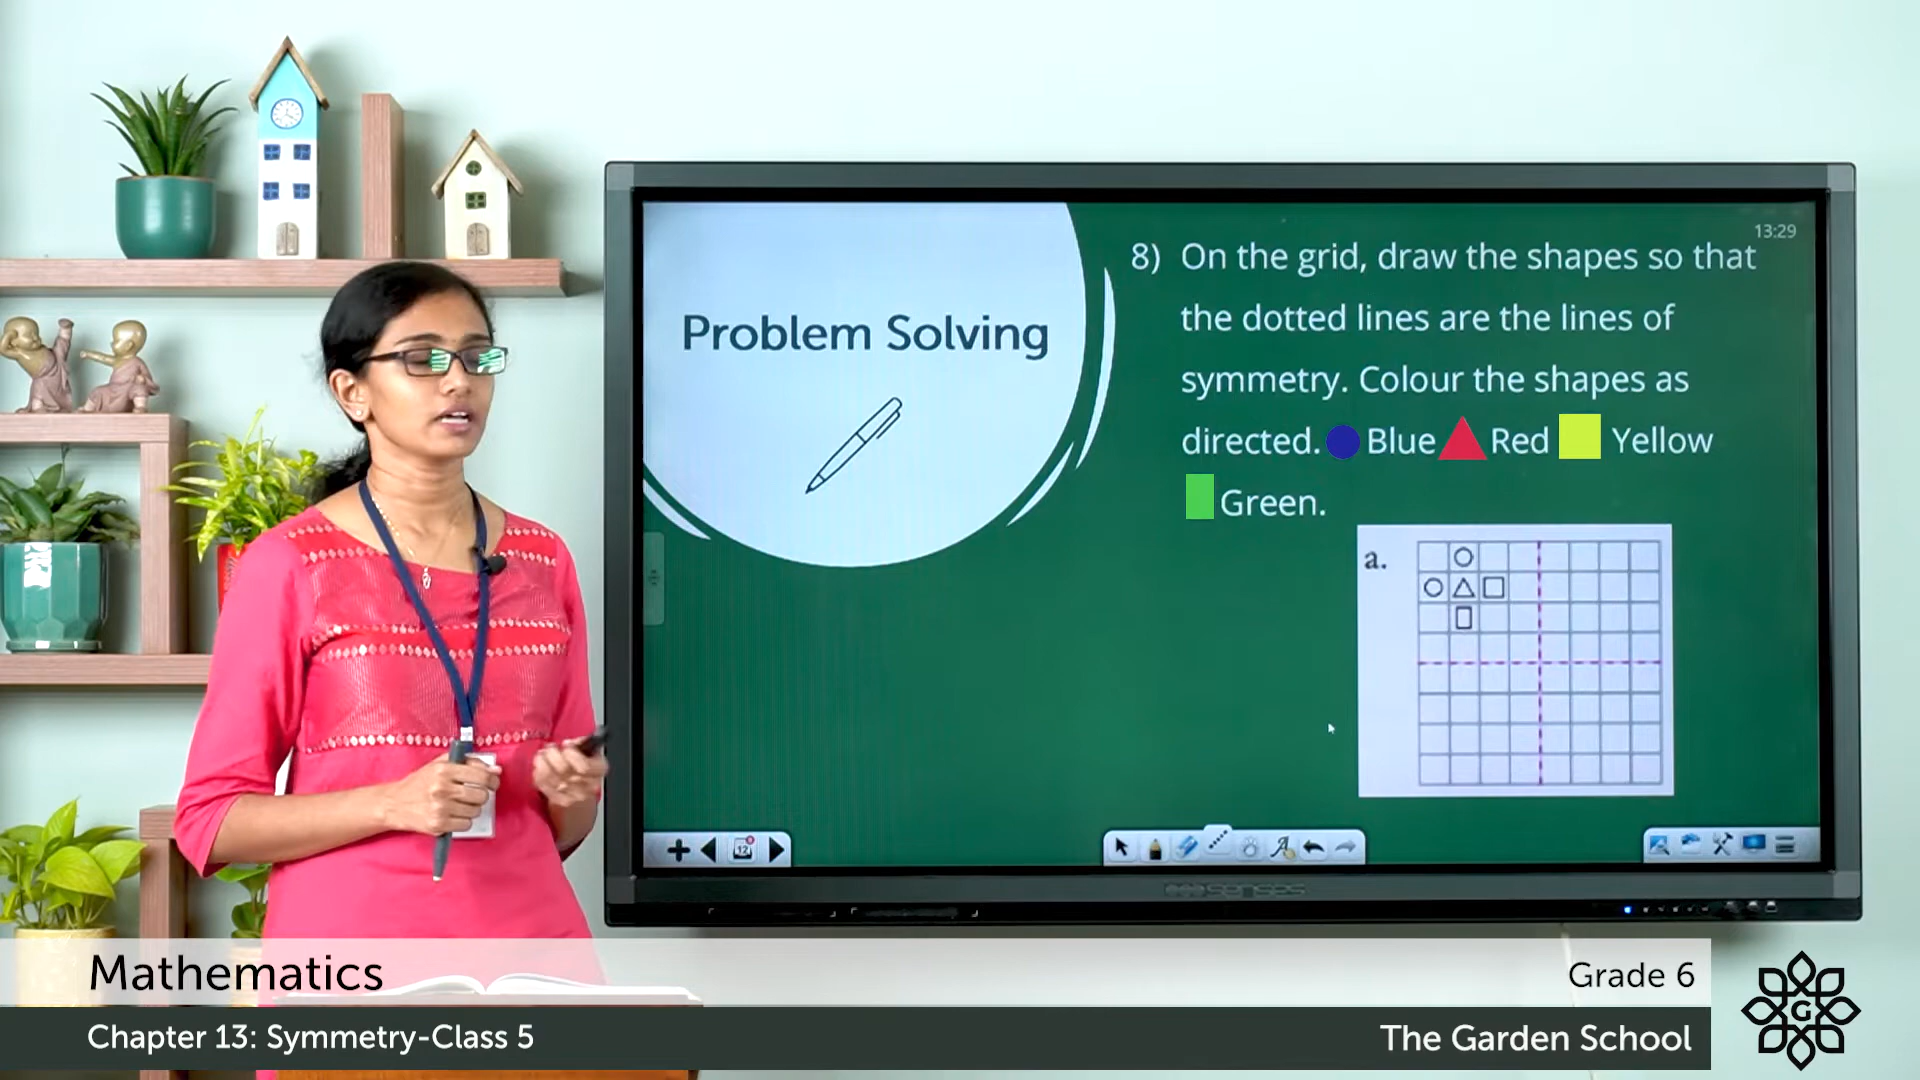 13:29
Problem Solving
8) On the grid, draw the shapes so that
the dotted lines are the lines of
symmetry. Colour the shapes as
directed. Blue Red Yellow
Green.
a.
12
senses
Mathematics
Grade 6
Chapter 13: Symmetry-Class 5
The Garden School
G